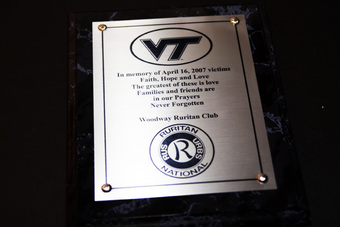 VT
In memory of April 16, 2007 victims
Faith, Hope and Love
The greatest of these is love
Families and friends are
in our Prayers
Never Forgotten
Woodway Ruritan Club
RURITAN
R
NATIONAL